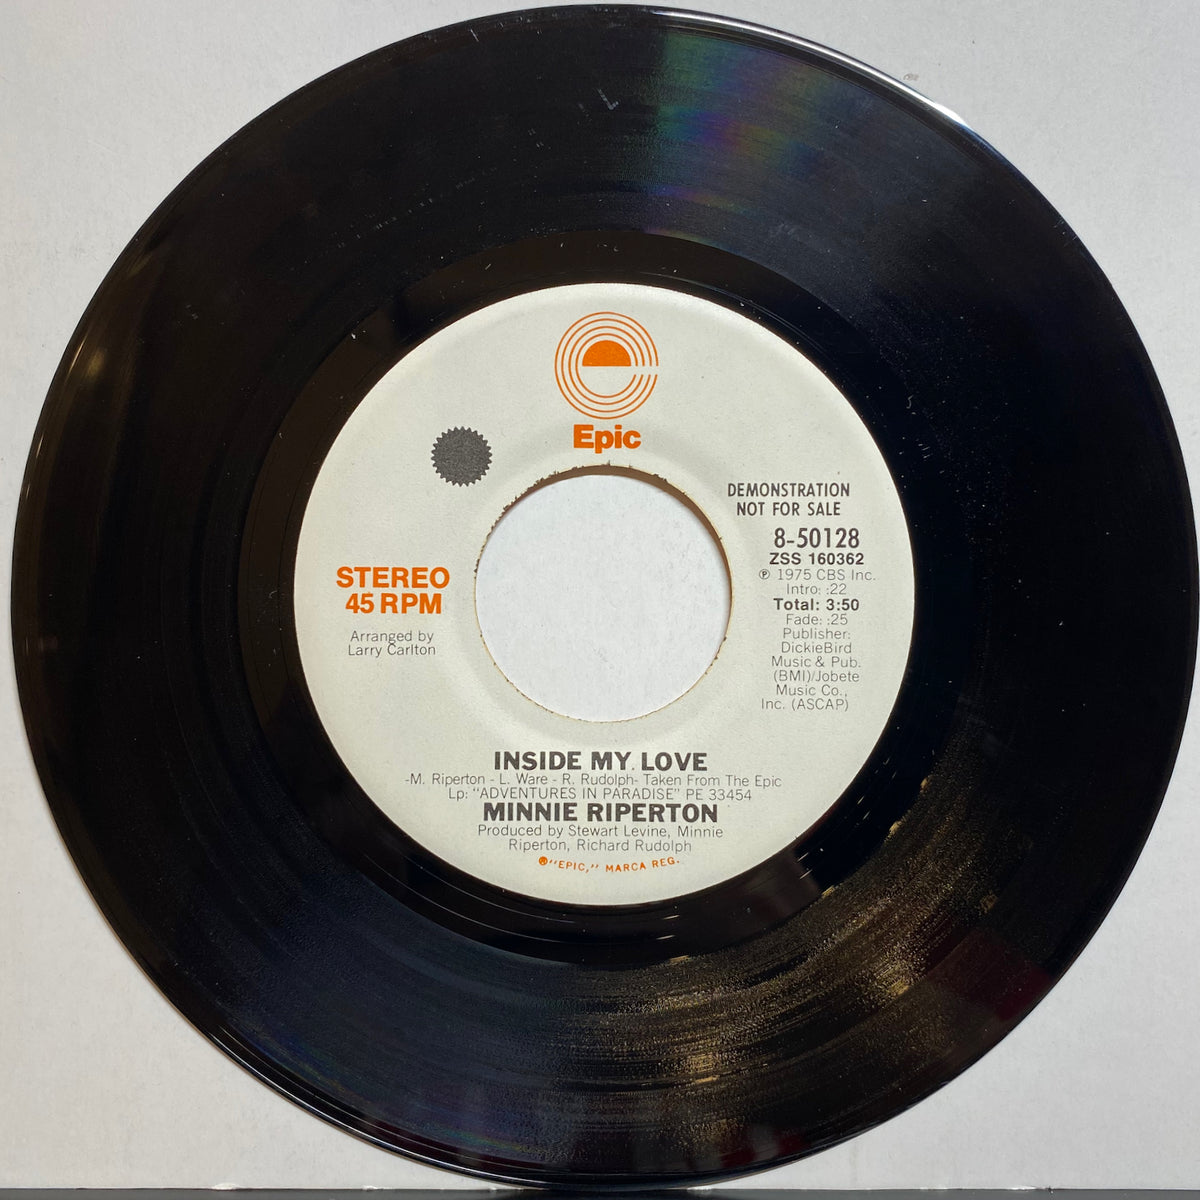 Epic
DEMONSTRATION
NOT FOR SALE
8-50128
ZSS 160362
℗ 1975 CBS Inc.
Intro: :22
Total: 3:50
Fade: :25
Publisher:
DickieBird
Music & Pub.
(BMI)/Jobete
Music Co.,
Inc. (ASCAP)
STEREO
45 RPM
Arranged by
Larry Carlton
INSIDE MY LOVE
-M. Riperton - L. Ware - R. Rudolph- Taken From The Epic
Lp: "ADVENTURES IN PARADISE" PE 33454
MINNIE RIPERTON
Produced by Stewart Levine, Minnie
Riperton, Richard Rudolph
® "EPIC," MARCA REG.